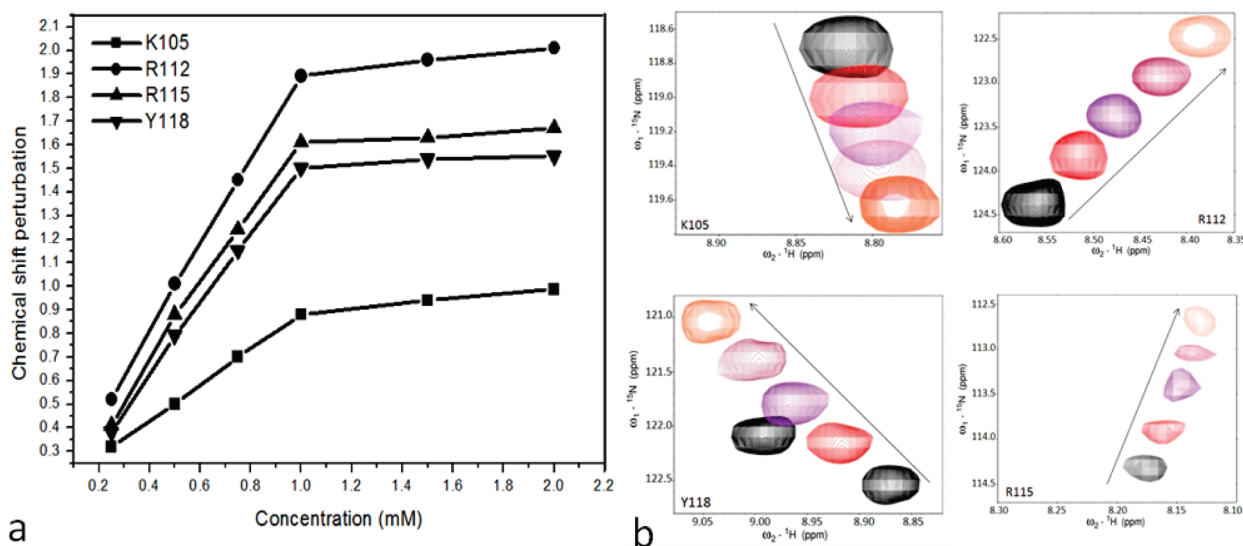 2.1
2.0
1.9
1.8
1.7
1.6
1.5
1.4
1.3
1.2
1.1
1.0
0.9
0.8
0.7
0.6
0.5
0.4
0.3
Chemical shift perturbation
K105
R112
R115
Y118
0.2 0.4 0.6 0.8 1.0 1.2 1.4 1.6 1.8 2.0 2.2
Concentration (mM)
a
118.6
118.8
119.0
119.2
119.4
119.6
ω₁ - ¹⁵N (ppm)
K105
8.90 8.85 8.80
ω₂ - ¹H (ppm)
122.5
123.0
123.5
124.0
124.5
ω₁ - ¹⁵N (ppm)
R112
8.60 8.55 8.50 8.45 8.40 8.35
ω₂ - ¹H (ppm)
121.0
121.5
122.0
122.5
ω₁ - ¹⁵N (ppm)
Y118
9.05 9.00 8.95 8.90 8.85
ω₂ - ¹H (ppm)
112.5
113.0
113.5
114.0
114.5
ω₁ - ¹⁵N (ppm)
R115
8.30 8.25 8.20 8.15 8.10
ω₂ - ¹H (ppm)
b